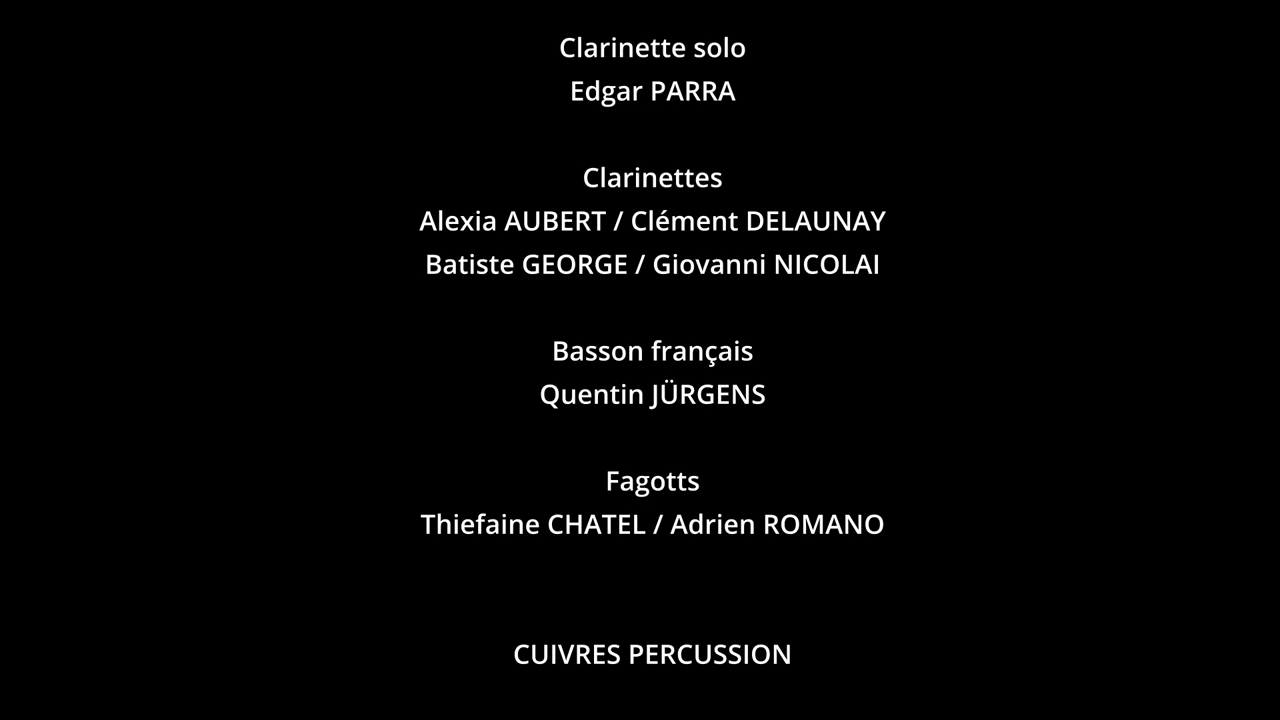 Clarinette solo
Edgar PARRA
Clarinettes
Alexia AUBERT / Clément DELAUNAY
Batiste GEORGE / Giovanni NICOLAI
Basson français
Quentin JÜRGENS
Fagotts
Thiefaine CHATEL / Adrien ROMANO
CUIVRES PERCUSSION